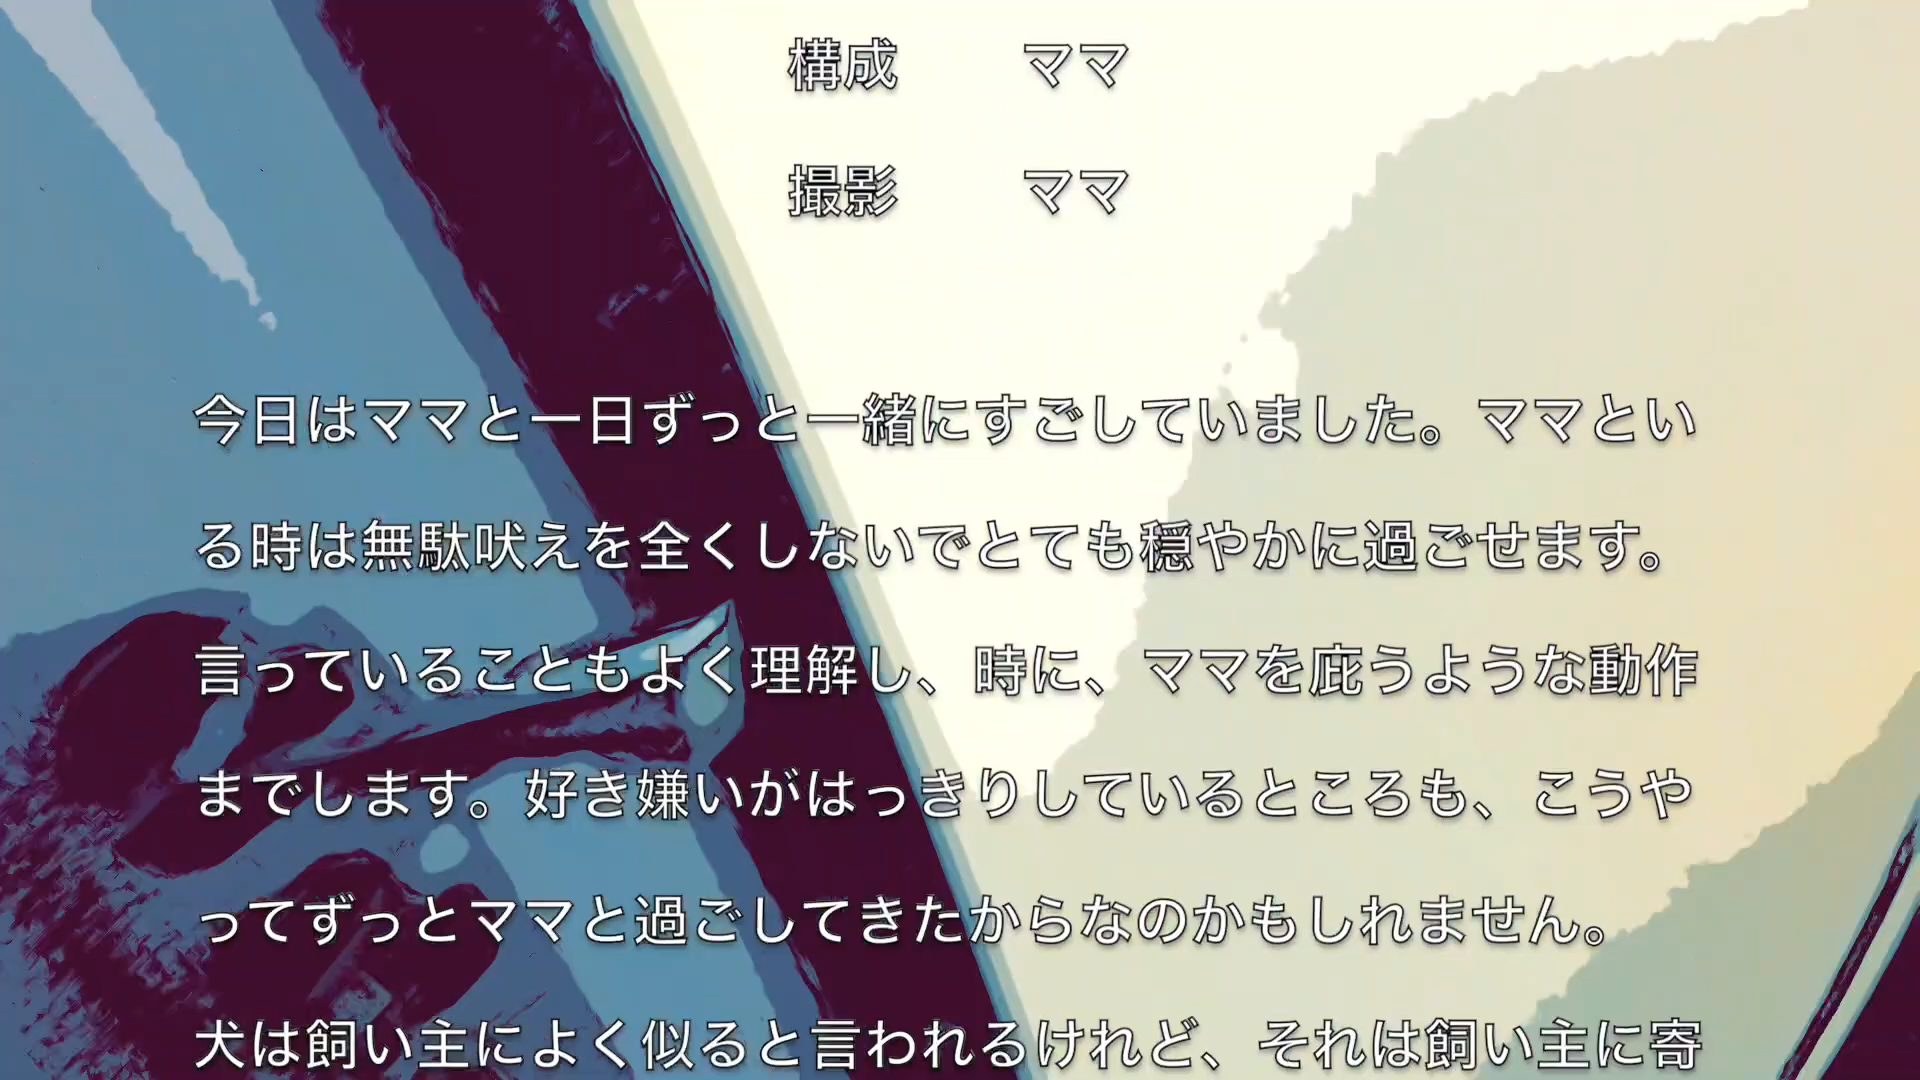 構成 ママ
撮影 ママ
今日はママと一日ずっと一緒にすごしていました。ママとい
る時は無駄吠えを全くしないでとても穏やかに過ごせます。
言っていることもよく理解し、時に、ママを庇うような動作
までします。好き嫌いがはっきりしているところも、こうや
ってずっとママと過ごしてきたからなのかもしれません。
犬は飼い主によく似ると言われるけれど、それは飼い主に寄